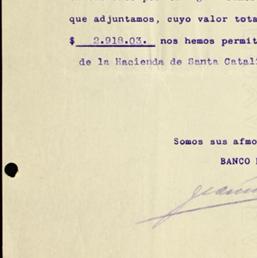 que adjuntamos, cuyo valor tota
$ 2.918.03. nos hemos permit
de la Hacienda de Santa Catali
Somos sus afmo
BANCO